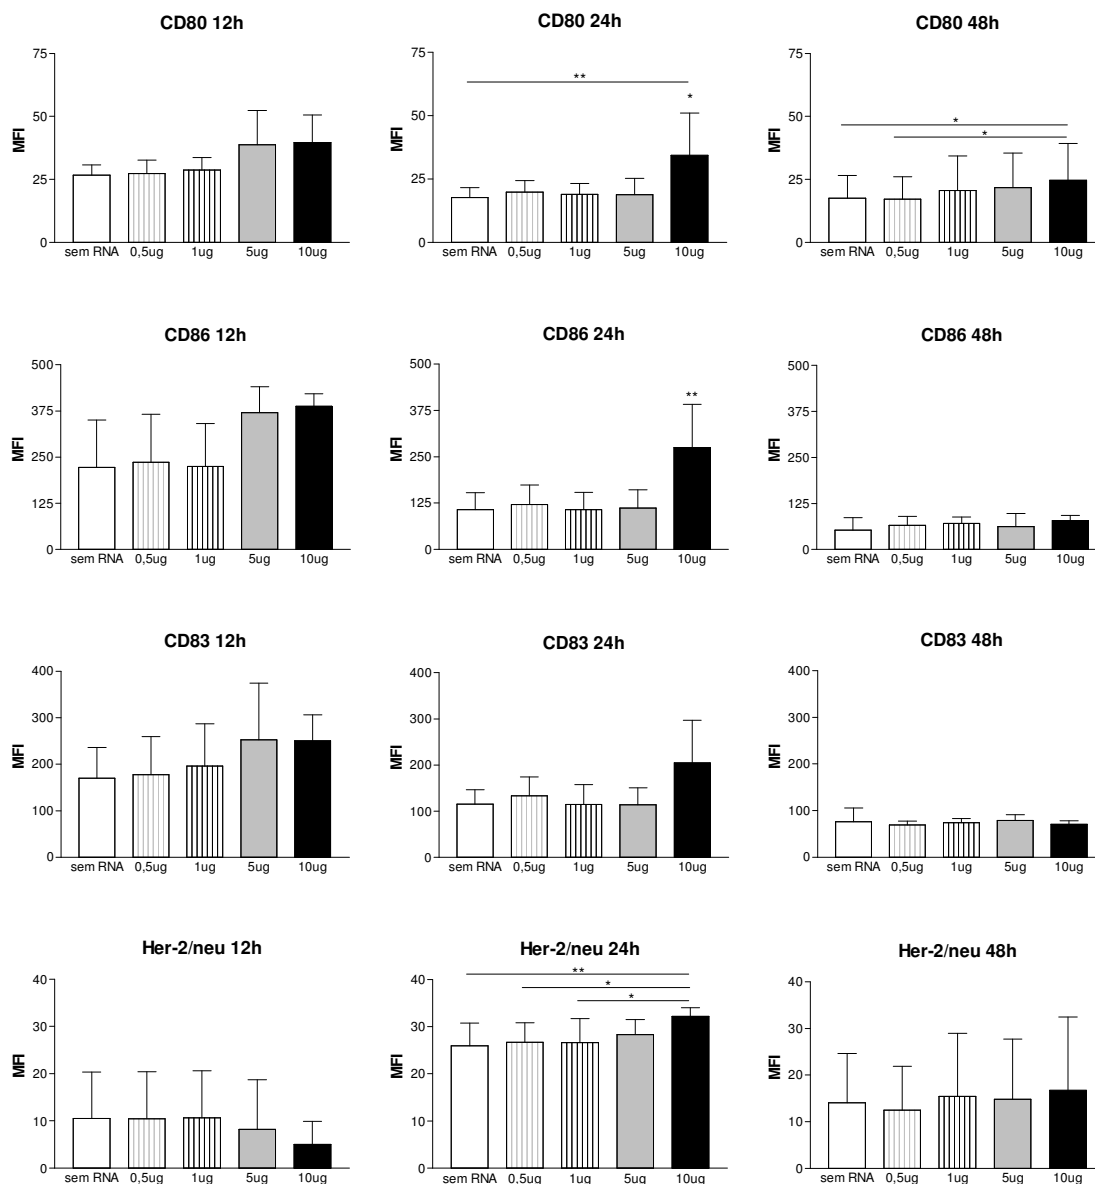 CD80 12h
CD80 24h
CD80 48h
75
50
25
0
MFI
sem RNA 0,5ug 1ug 5ug 10ug
75
50
25
0
MFI
**
*
sem RNA 0,5ug 1ug 5ug 10ug
75
50
25
0
MFI
*
*
sem RNA 0,5ug 1ug 5ug 10ug
CD86 12h
CD86 24h
CD86 48h
500
375
250
125
0
MFI
sem RNA 0,5ug 1ug 5ug 10ug
500
375
250
125
0
MFI
**
sem RNA 0,5ug 1ug 5ug 10ug
500
375
250
125
0
MFI
sem RNA 0,5ug 1ug 5ug 10ug
CD83 12h
CD83 24h
CD83 48h
400
300
200
100
0
MFI
sem RNA 0,5ug 1ug 5ug 10ug
400
300
200
100
0
MFI
sem RNA 0,5ug 1ug 5ug 10ug
400
300
200
100
0
MFI
sem RNA 0,5ug 1ug 5ug 10ug
Her-2/neu 12h
Her-2/neu 24h
Her-2/neu 48h
40
30
20
10
0
MFI
sem RNA 0,5ug 1ug 5ug 10ug
40
30
20
10
0
MFI
**
*
*
sem RNA 0,5ug 1ug 5ug 10ug
40
30
20
10
0
MFI
sem RNA 0,5ug 1ug 5ug 10ug